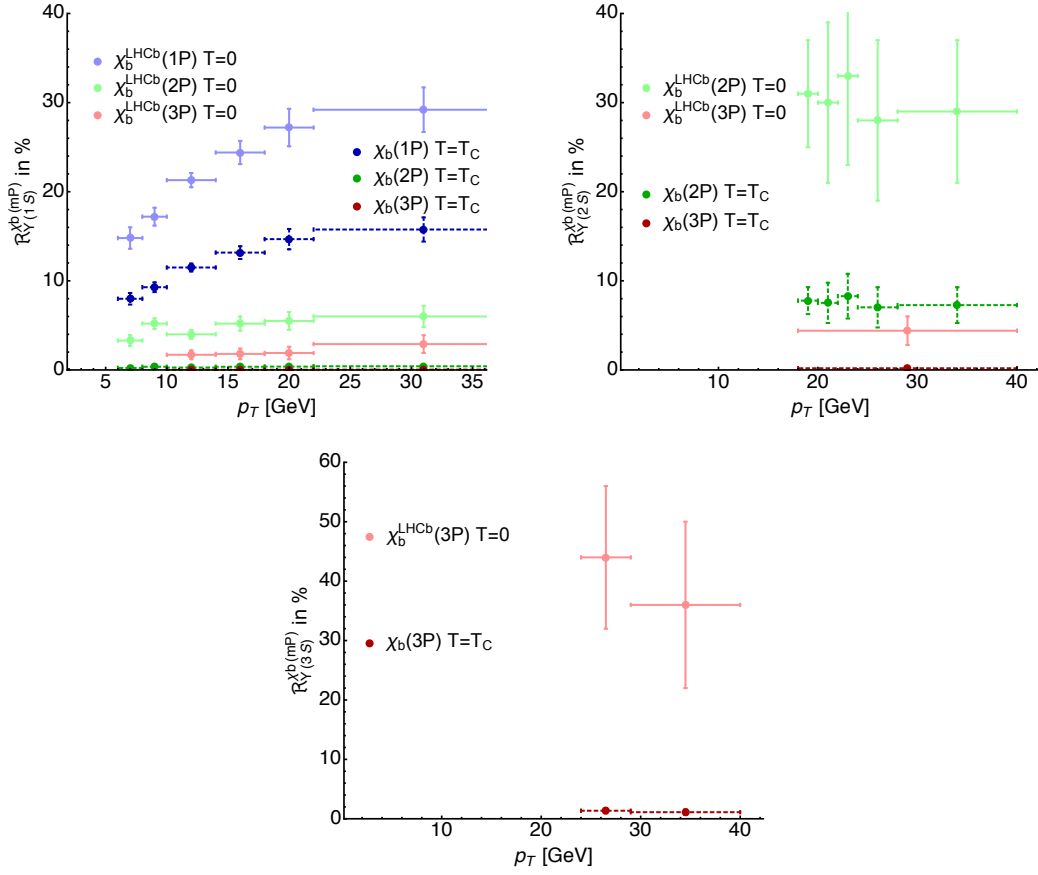 χ_b^LHCb(1P) T=0
χ_b^LHCb(2P) T=0
χ_b^LHCb(3P) T=0
χ_b(1P) T=T_C
χ_b(2P) T=T_C
χ_b(3P) T=T_C
ℛ_Υ(1S)^χb(mP) in %
0
10
20
30
40
5
10
15
20
25
30
35
p_T [GeV]
χ_b^LHCb(2P) T=0
χ_b^LHCb(3P) T=0
χ_b(2P) T=T_C
χ_b(3P) T=T_C
ℛ_Υ(2S)^χb(mP) in %
0
10
20
30
40
10
20
30
40
p_T [GeV]
χ_b^LHCb(3P) T=0
χ_b(3P) T=T_C
ℛ_Υ(3S)^χb(mP) in %
0
10
20
30
40
50
60
10
20
30
40
p_T [GeV]